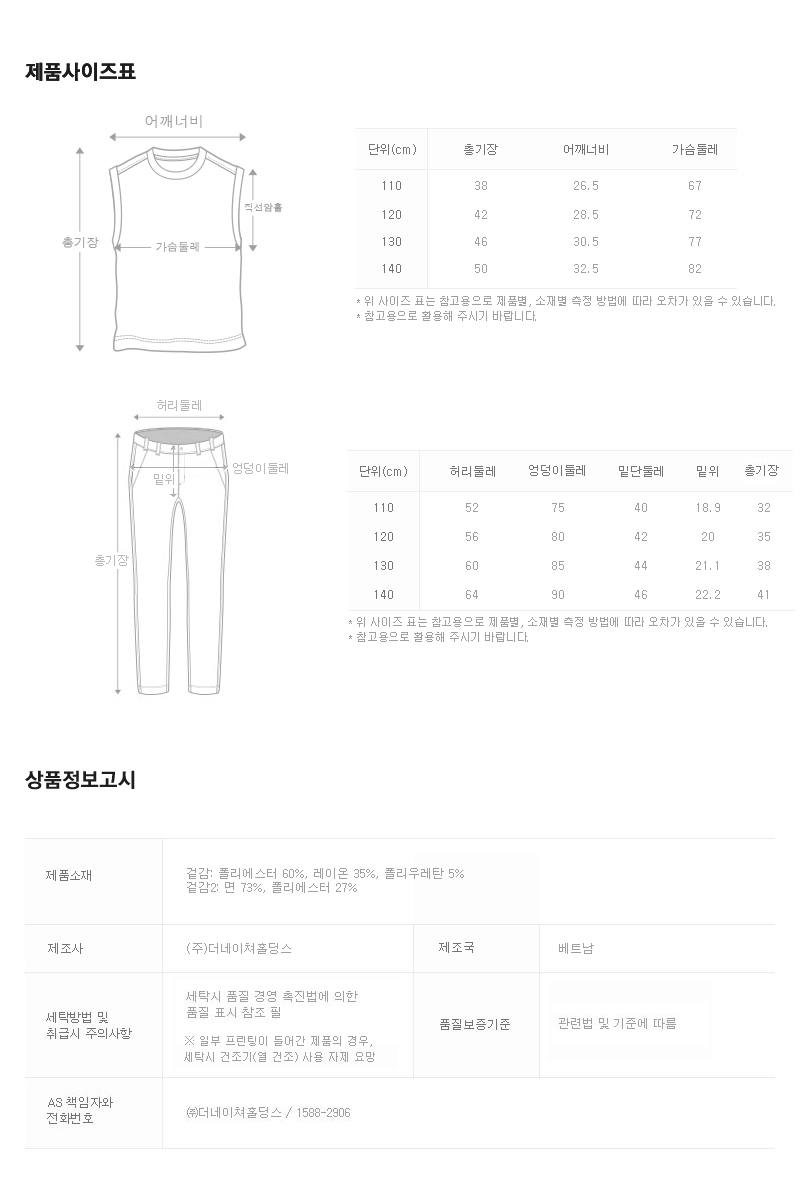 제품사이즈표
어깨너비
총기장
직선암홀
가슴둘레
단위(cm) 총기장 어깨너비 가슴둘레
110 38 26.5 67
120 42 28.5 72
130 46 30.5 77
140 50 32.5 82
* 위 사이즈 표는 참고용으로 제품별, 소재별 측정 방법에 따라 오차가 있을 수 있습니다.
* 참고용으로 활용해 주시기 바랍니다.
허리둘레
엉덩이둘레
밑위
총기장
단위(cm) 허리둘레 엉덩이둘레 밑단둘레 밑위 총기장
110 52 75 40 18.9 32
120 56 80 42 20 35
130 60 85 44 21.1 38
140 64 90 46 22.2 41
* 위 사이즈 표는 참고용으로 제품별, 소재별 측정 방법에 따라 오차가 있을 수 있습니다.
* 참고용으로 활용해 주시기 바랍니다.
상품정보고시
제품소재
겉감: 폴리에스터 60%, 레이온 35%, 폴리우레탄 5%
겉감2: 면 73%, 폴리에스터 27%
제조사 (주)더네이쳐홀딩스 제조국 베트남
세탁방법 및
취급시 주의사항
세탁시 품질 경영 촉진법에 의한
품질 표시 참조 필
※ 일부 프린팅이 들어간 제품의 경우,
세탁시 건조기(열 건조) 사용 자제 요망
품질보증기준 관련법 및 기준에 따름
AS 책임자와
전화번호
㈜더네이쳐홀딩스 / 1588-2906